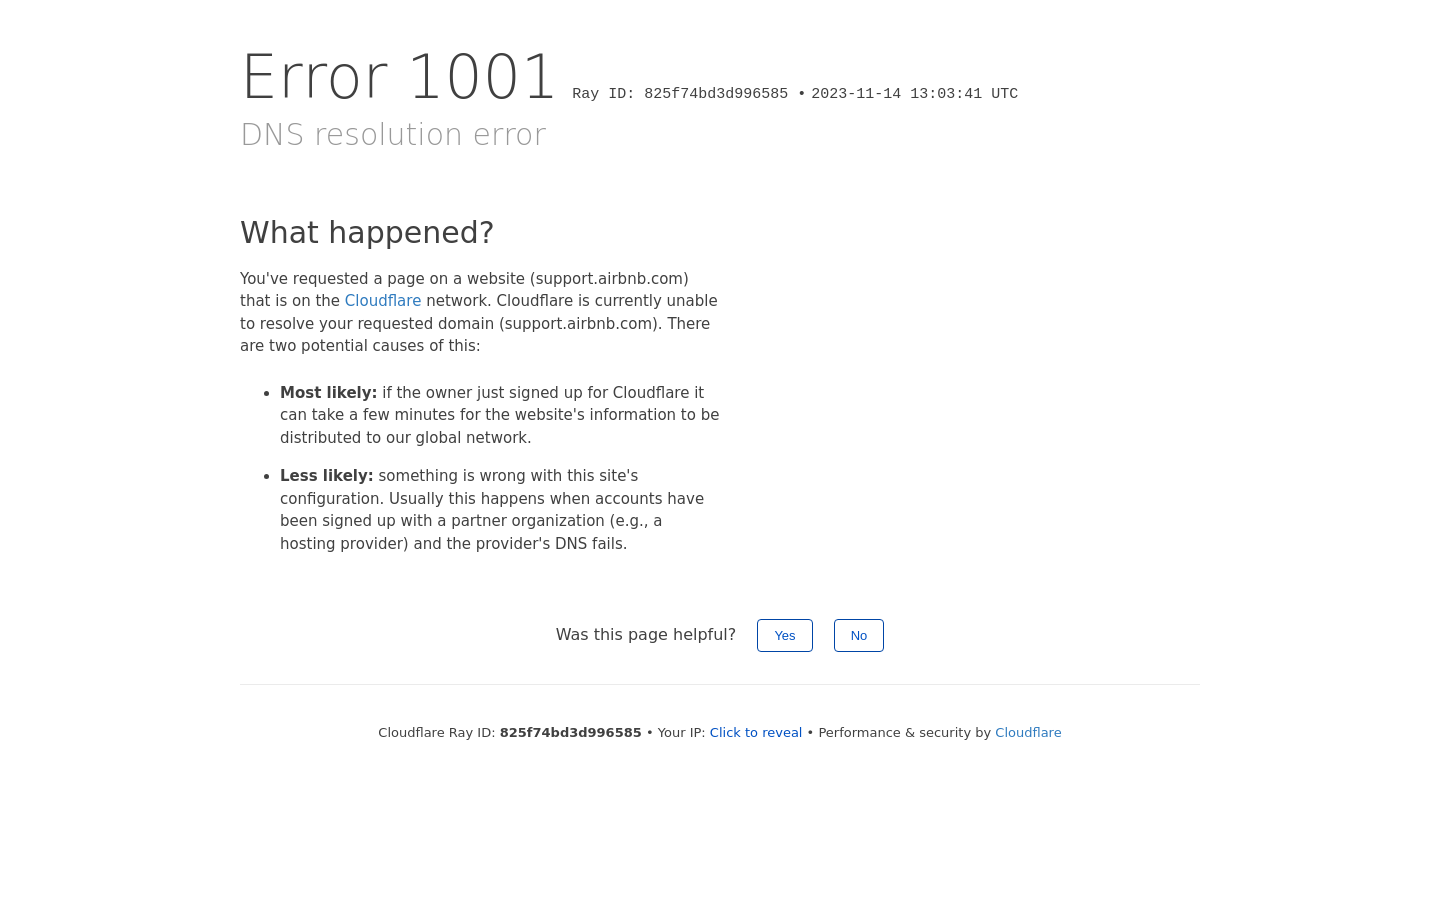 Error 1001 Ray ID: 825f74bd3d996585 • 2023-11-14 13:03:41 UTC
DNS resolution error
What happened?
You've requested a page on a website (support.airbnb.com)
that is on the Cloudflare network. Cloudflare is currently unable
to resolve your requested domain (support.airbnb.com). There
are two potential causes of this:
• Most likely: if the owner just signed up for Cloudflare it
can take a few minutes for the website's information to be
distributed to our global network.
• Less likely: something is wrong with this site's
configuration. Usually this happens when accounts have
been signed up with a partner organization (e.g., a
hosting provider) and the provider's DNS fails.
Was this page helpful? Yes No
Cloudflare Ray ID: 825f74bd3d996585 • Your IP: Click to reveal • Performance & security by Cloudflare